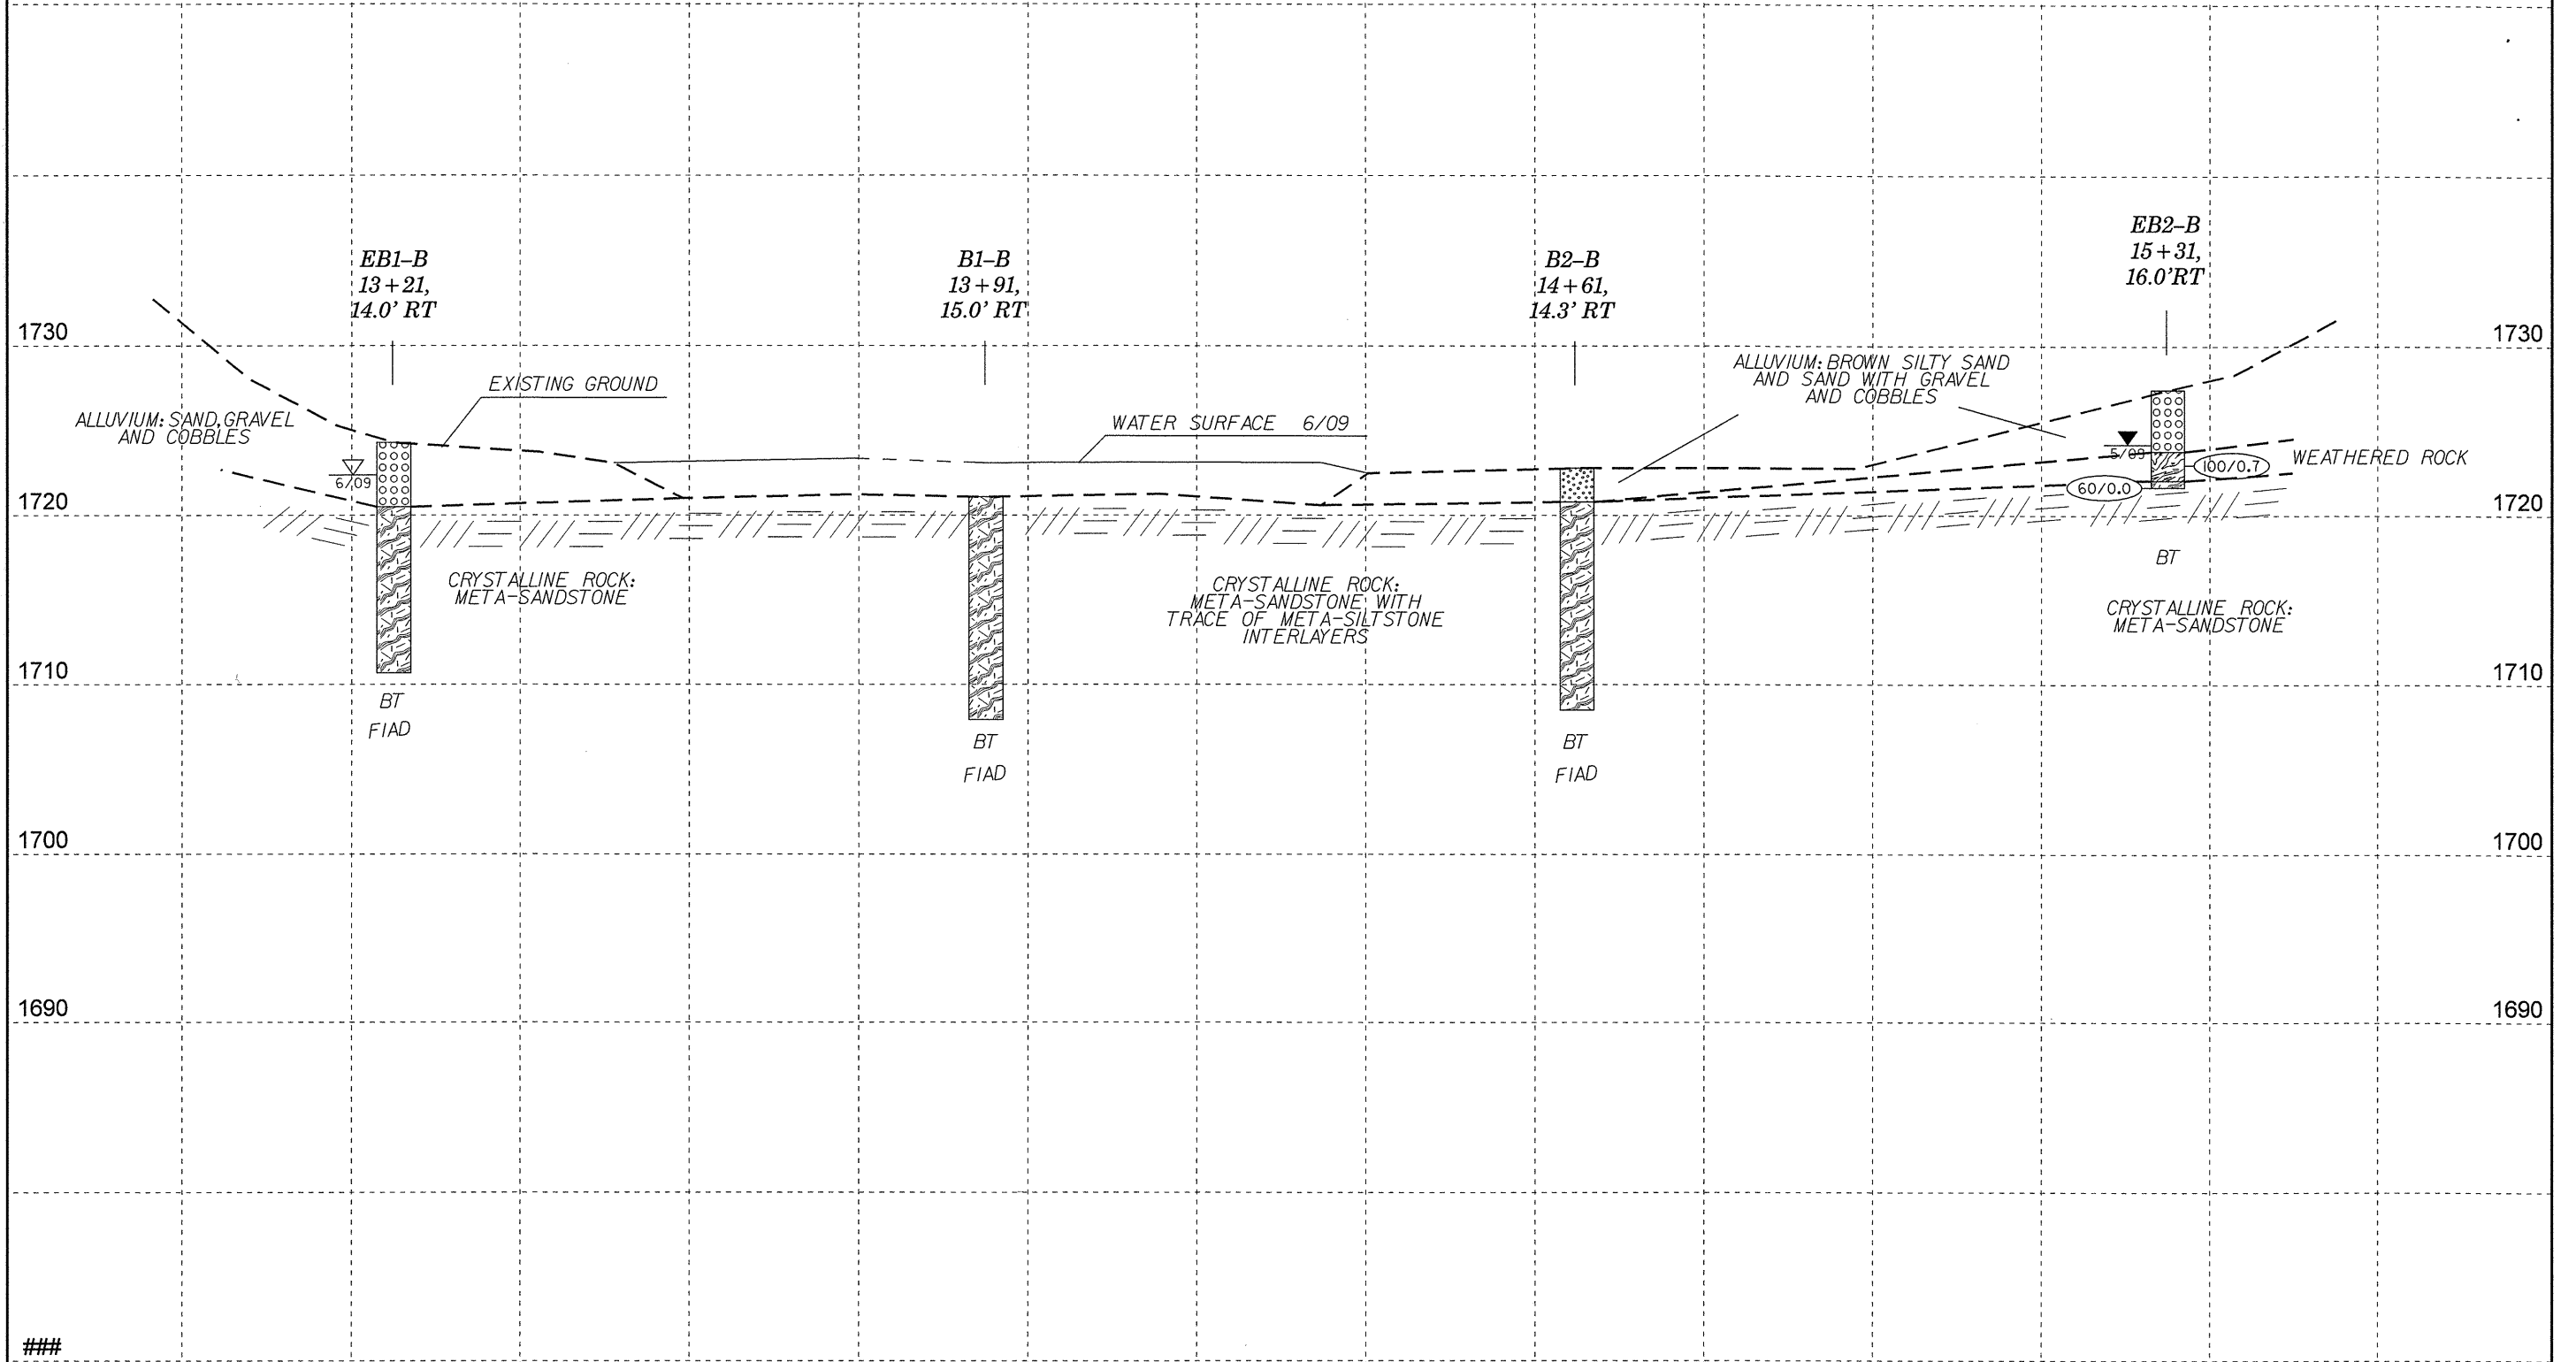 EB1–B
13+21,
14.0' RT
B1–B
13+91,
15.0' RT
B2–B
14+61,
14.3' RT
EB2–B
15+31,
16.0'RT
1730
1730
EXISTING GROUND
ALLUVIUM: SAND, GRAVEL
AND COBBLES
WATER SURFACE 6/09
ALLUVIUM: BROWN SILTY SAND
AND SAND WITH GRAVEL
AND COBBLES
6/09
5/09
100/0.7
WEATHERED ROCK
60/0.0
1720
1720
CRYSTALLINE ROCK:
META-SANDSTONE
CRYSTALLINE ROCK:
META-SANDSTONE WITH
TRACE OF META-SILTSTONE
INTERLAYERS
BT
CRYSTALLINE ROCK:
META-SANDSTONE
1710
1710
BT
FIAD
BT
FIAD
BT
FIAD
1700
1700
1690
1690
###